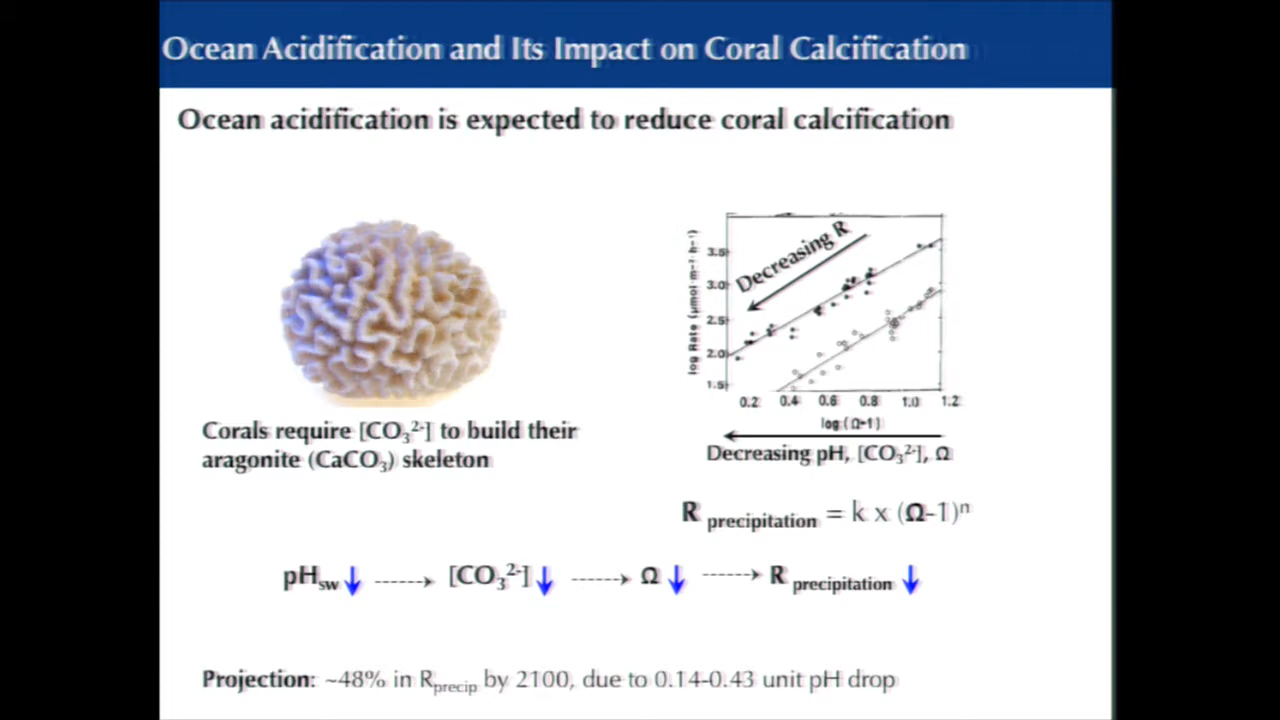 Ocean Acidification and Its Impact on Coral Calcification
Ocean acidification is expected to reduce coral calcification
Decreasing R
log Rate (μmol·m⁻²·h⁻¹)
3.5
3.0
2.5
2.0
1.5
0.2 0.4 0.6 0.8 1.0 1.2
log(Ω-1)
Decreasing pH, [CO₃²⁻], Ω
Corals require [CO₃²⁻] to build their
aragonite (CaCO₃) skeleton
R precipitation = k x (Ω-1)ⁿ
pHsw ↓ ------> [CO₃²⁻] ↓ ------> Ω ↓ ------> R precipitation ↓
Projection: ~48% in Rprecip by 2100, due to 0.14-0.43 unit pH drop